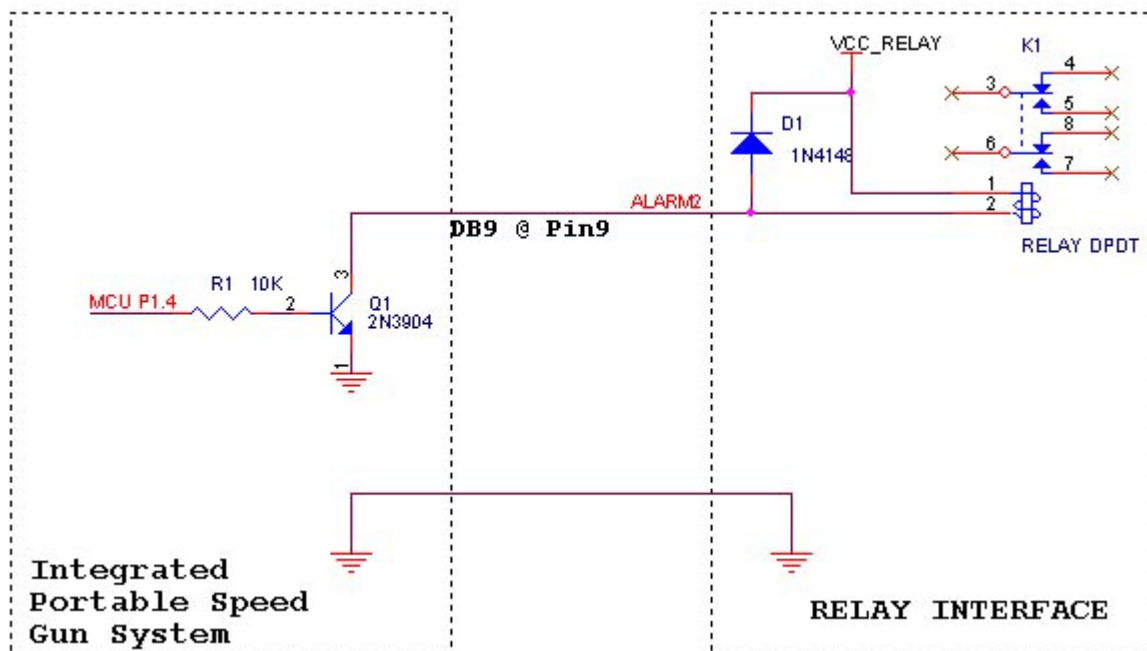 VCC_RELAY
K1
4
3
5
8
D1
1N4148
6
7
1
ALARM2
2
DB9 @ Pin9
RELAY DPDT
3
R1 10K
MCU P1.4
2
Q1
2N3904
1
Integrated
Portable Speed
Gun System
RELAY INTERFACE